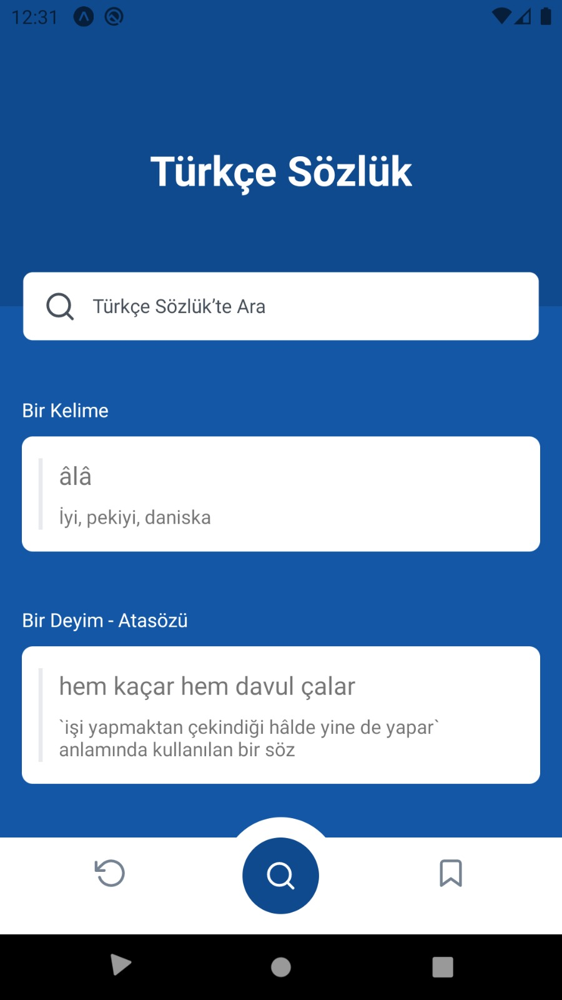 12:31
Türkçe Sözlük
Türkçe Sözlük’te Ara
Bir Kelime
âlâ
İyi, pekiyi, daniska
Bir Deyim - Atasözü
hem kaçar hem davul çalar
`işi yapmaktan çekindiği hâlde yine de yapar`
anlamında kullanılan bir söz